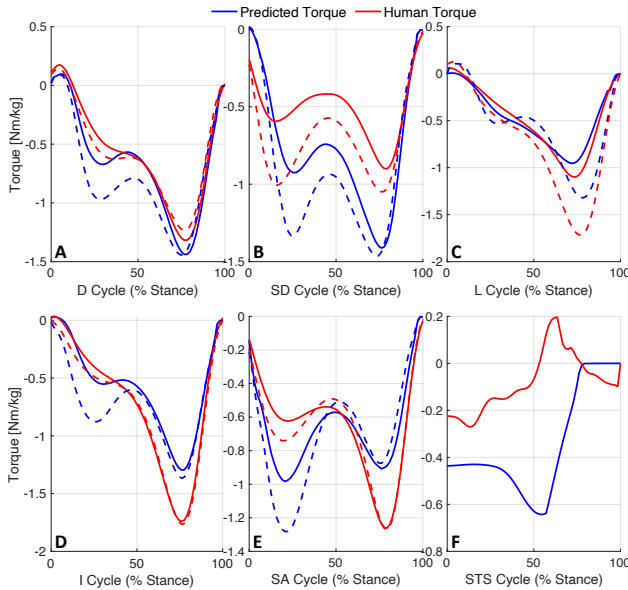 Predicted Torque Human Torque
0.5
0
-0.5
-1
-1.5
Torque [Nm/kg]
A
0 50 100
D Cycle (% Stance)
0
-0.5
-1
-1.5
B
0 50 100
SD Cycle (% Stance)
0.5
0
-0.5
-1
-1.5
-2
C
0 50 100
L Cycle (% Stance)
0
-0.5
-1
-1.5
-2
Torque [Nm/kg]
D
0 50 100
I Cycle (% Stance)
0
-0.2
-0.4
-0.6
-0.8
-1
-1.2
-1.4
E
0 50 100
SA Cycle (% Stance)
0.2
0
-0.2
-0.4
-0.6
-0.8
F
0 50 100
STS Cycle (% Stance)